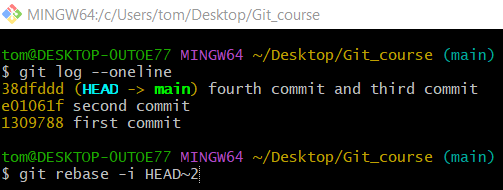 MINGW64:/c/Users/tom/Desktop/Git_course
tom@DESKTOP-OUTOE77 MINGW64 ~/Desktop/Git_course (main)
$ git log --oneline
38dfddd (HEAD -> main) fourth commit and third commit
e01061f second commit
1309788 first commit
tom@DESKTOP-OUTOE77 MINGW64 ~/Desktop/Git_course (main)
$ git rebase -i HEAD~2